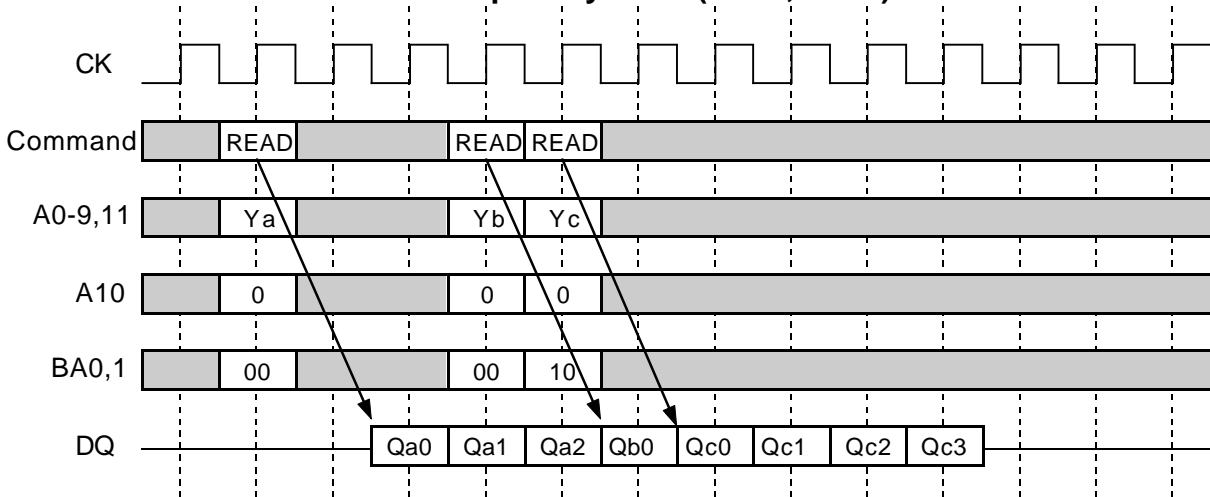 CK
Command READ READ READ
A0-9,11 Ya Yb Yc
A10 0 0 0
BA0,1 00 00 10
DQ Qa0 Qa1 Qa2 Qb0 Qc0 Qc1 Qc2 Qc3